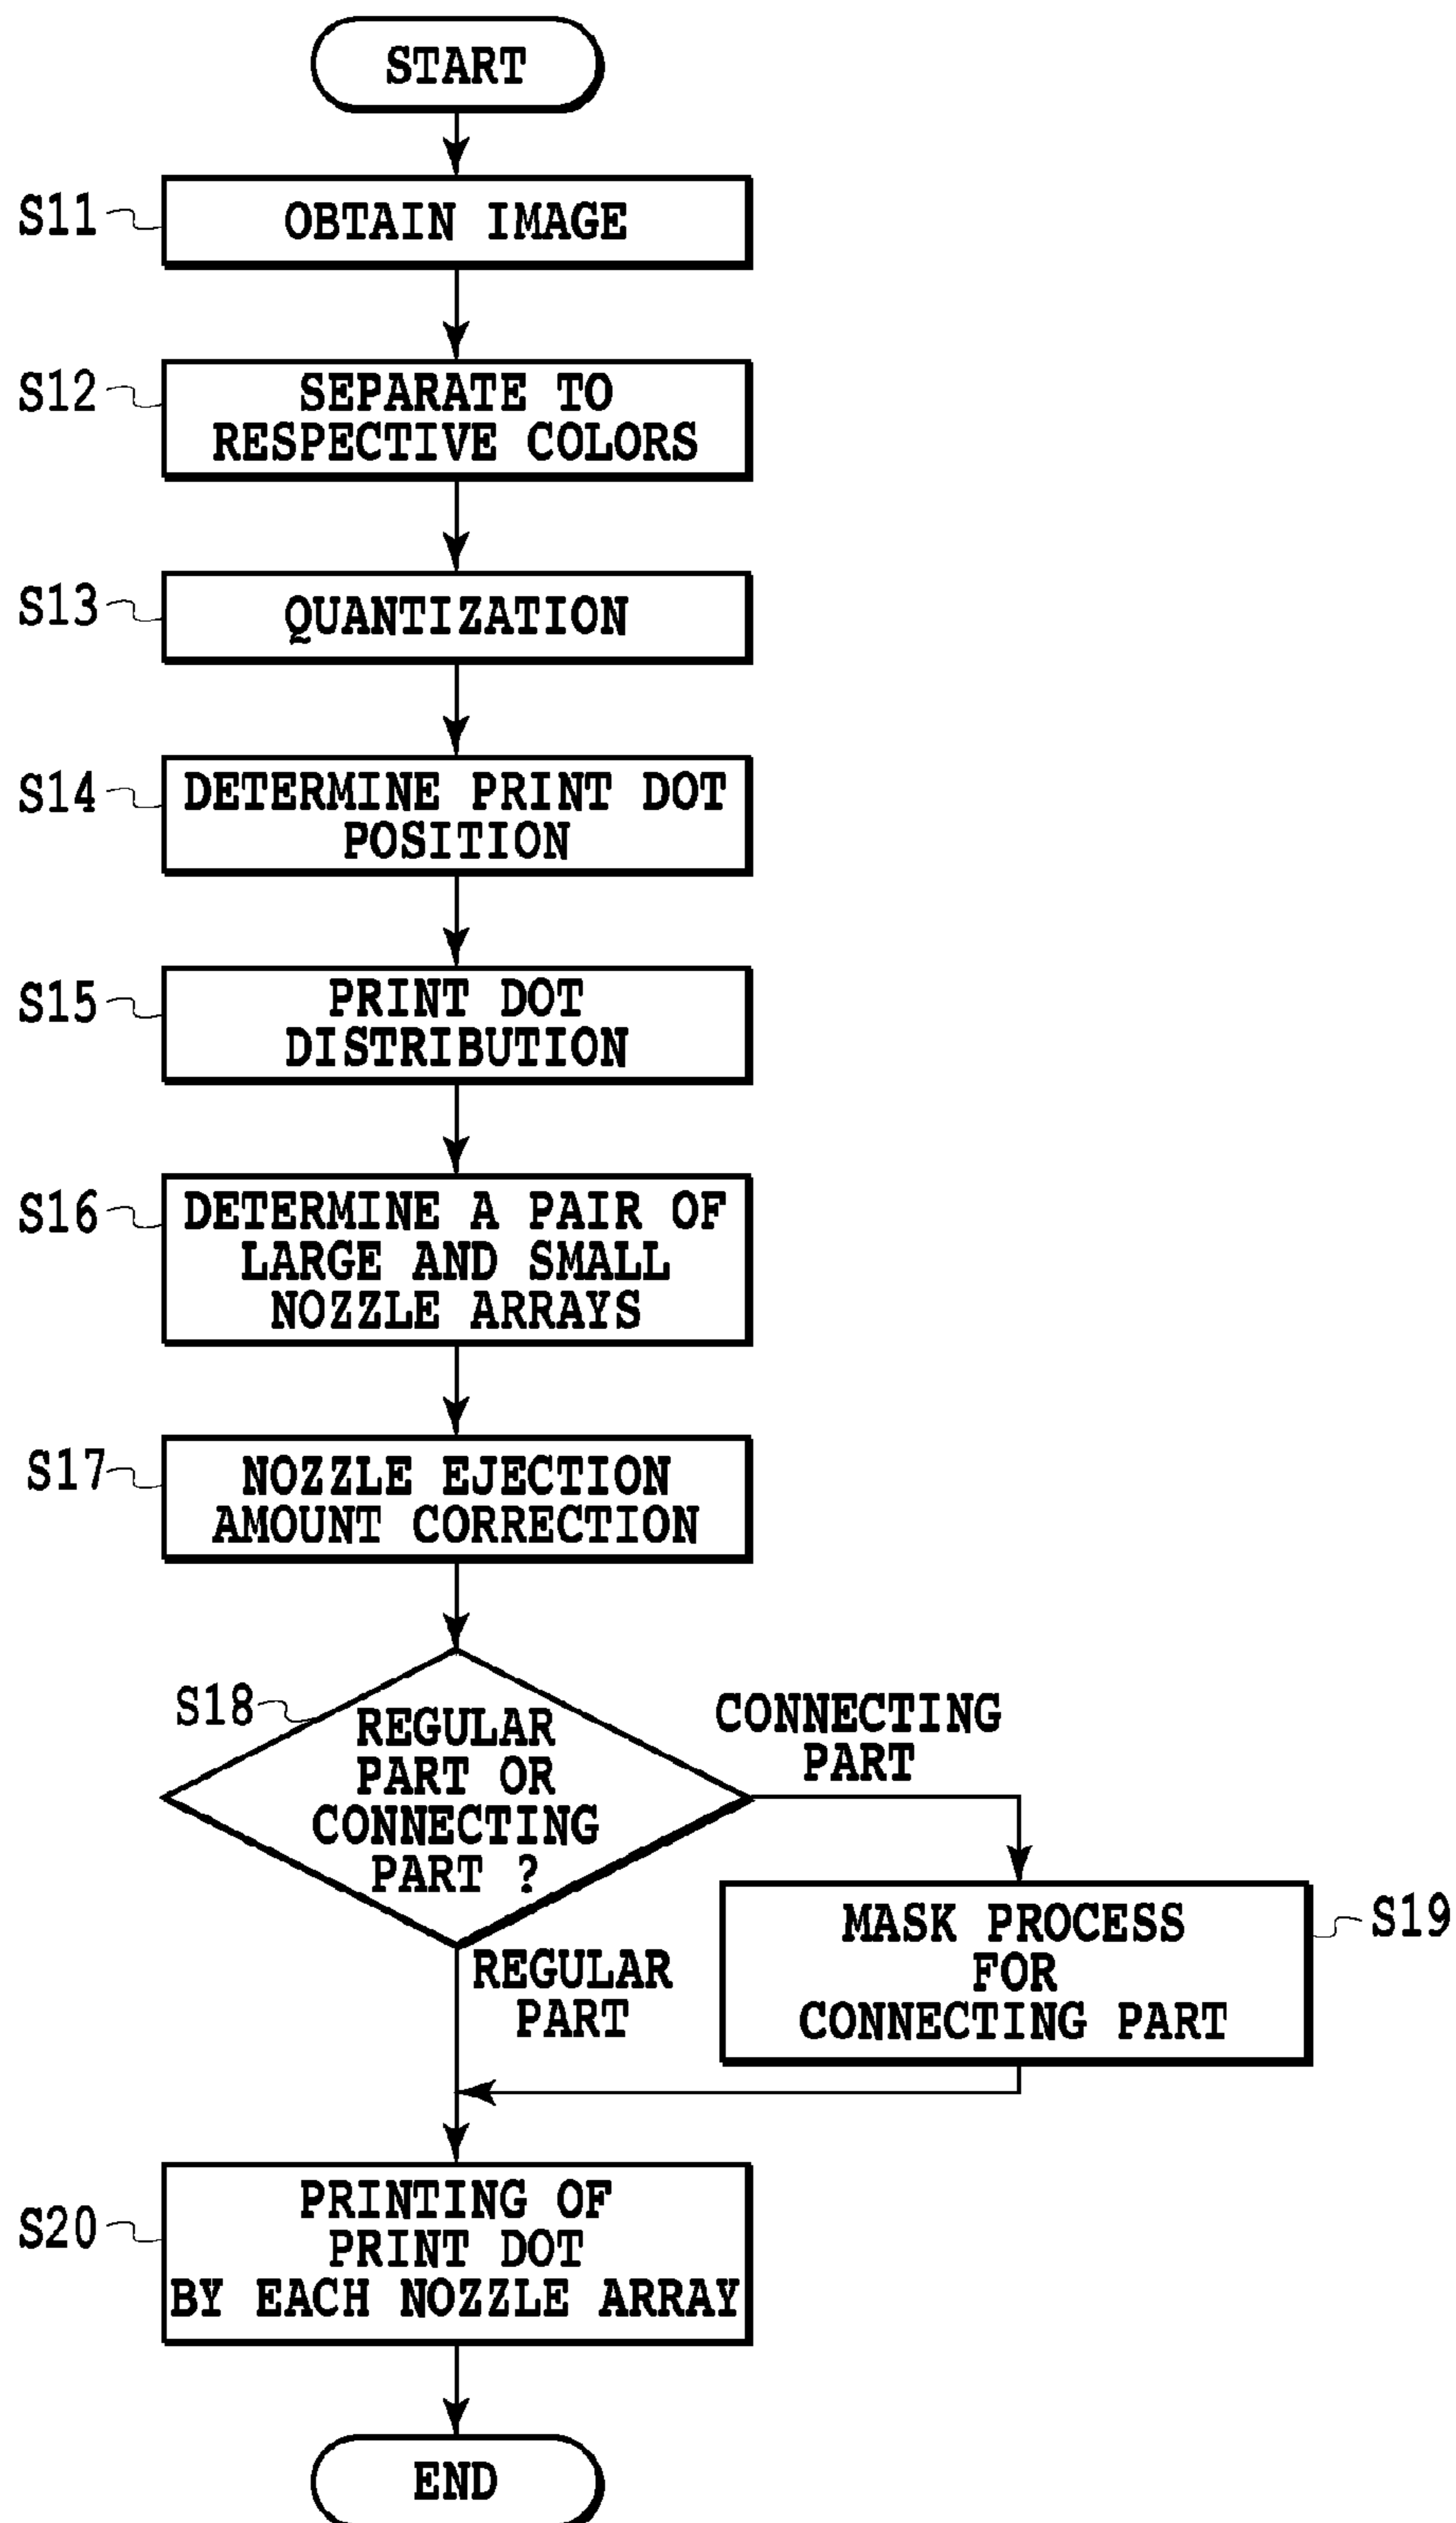 START
S11
OBTAIN IMAGE
S12
SEPARATE TO
RESPECTIVE COLORS
S13
QUANTIZATION
S14
DETERMINE PRINT DOT
POSITION
S15
PRINT DOT
DISTRIBUTION
S16
DETERMINE A PAIR OF
LARGE AND SMALL
NOZZLE ARRAYS
S17
NOZZLE EJECTION
AMOUNT CORRECTION
S18
REGULAR
PART OR
CONNECTING
PART ?
CONNECTING
PART
REGULAR
PART
S19
MASK PROCESS
FOR
CONNECTING PART
S20
PRINTING OF
PRINT DOT
BY EACH NOZZLE ARRAY
END